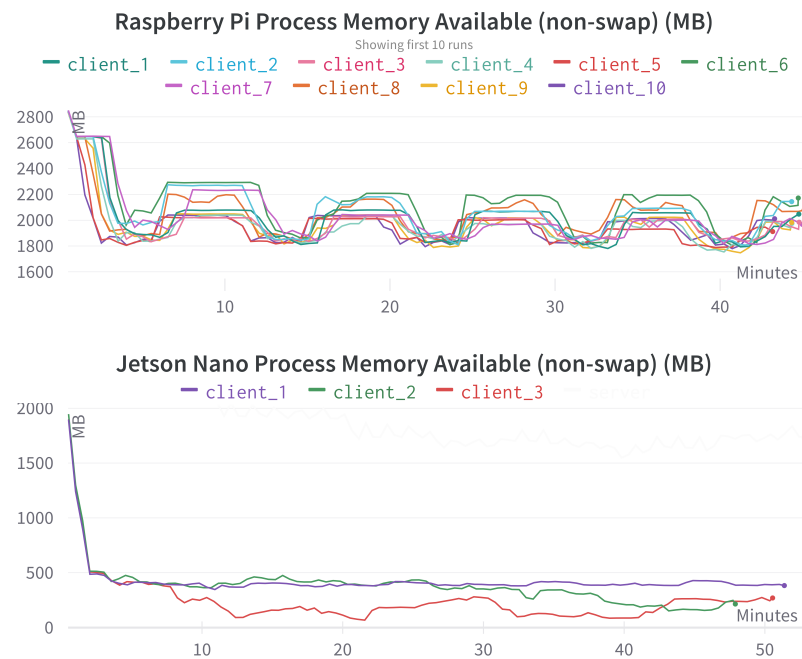 Raspberry Pi Process Memory Available (non-swap) (MB)
Showing first 10 runs
client_1 client_2 client_3 client_4 client_5 client_6
client_7 client_8 client_9 client_10
MB
2800
2600
2400
2200
2000
1800
1600
Minutes
10 20 30 40
Jetson Nano Process Memory Available (non-swap) (MB)
client_1 client_2 client_3 server
MB
2000
1500
1000
500
0
Minutes
10 20 30 40 50